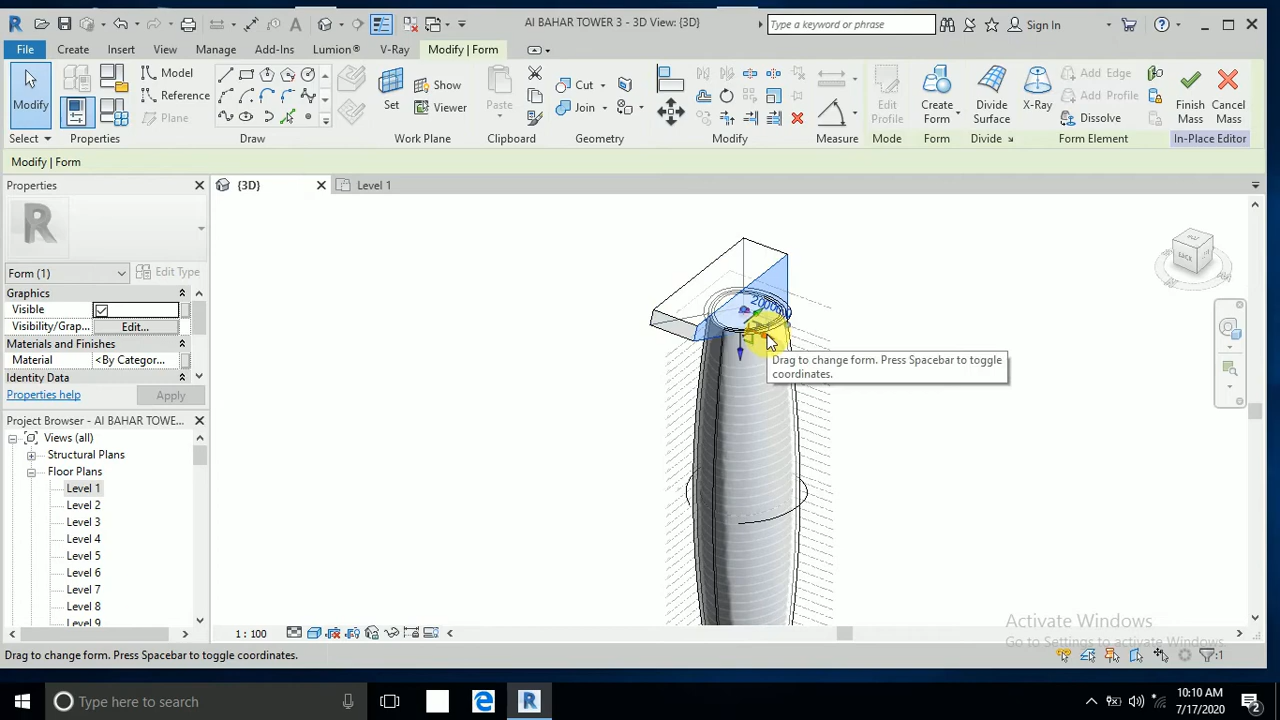 AI BAHAR TOWER 3 - 3D View: {3D}
Type a keyword or phrase
Sign In
File
Create
Insert
View
Manage
Add-Ins
Lumion®
V-Ray
Modify | Form
Modify
Select
Properties
Model
Reference
Plane
Draw
Set
Show
Viewer
Work Plane
Paste
Clipboard
Cut
Join
Geometry
Modify
Measure
Edit
Profile
Mode
Create
Form
Form
Divide
Surface
Divide
X-Ray
Add Edge
Add Profile
Dissolve
Form Element
Finish
Mass
Cancel
Mass
In-Place Editor
Modify | Form
Properties
{3D}
Level 1
Form (1)
Edit Type
Graphics
Visible
Visibility/Grap...
Edit...
Materials and Finishes
Material
<By Categor...
Identity Data
Properties help
Apply
Project Browser - AI BAHAR TOWE...
Views (all)
Structural Plans
Floor Plans
Level 1
Level 2
Level 3
Level 4
Level 5
Level 6
Level 7
Level 8
Level 9
Drag to change form. Press Spacebar to toggle
coordinates.
1 : 100
Activate Windows
Go to Settings to activate Windows.
Drag to change form. Press Spacebar to toggle coordinates.
:1
Type here to search
10:10 AM
7/17/2020